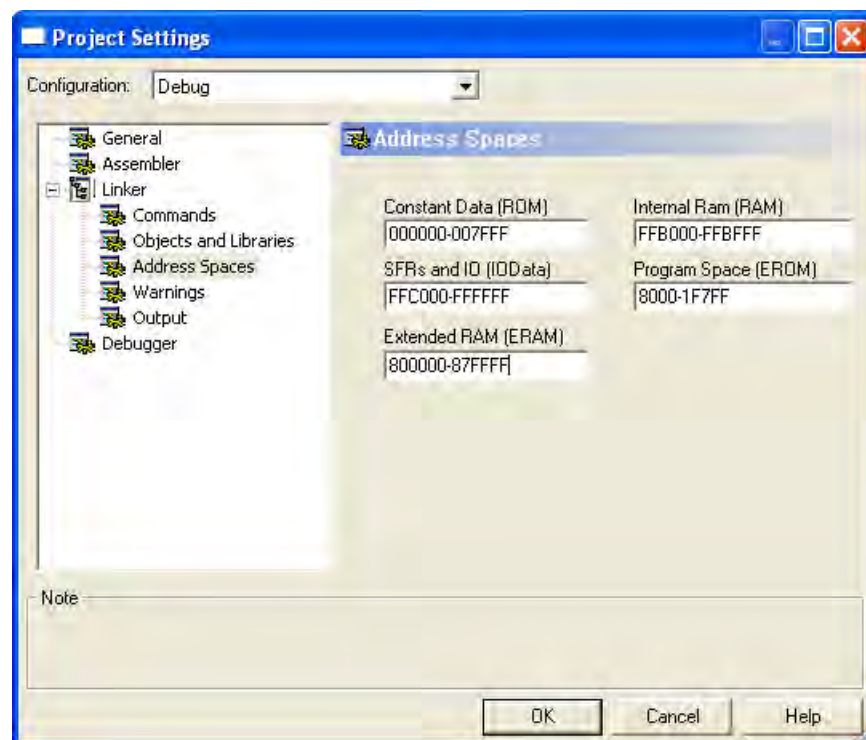 Project Settings
Configuration: Debug
General
Assembler
Linker
Commands
Objects and Libraries
Address Spaces
Warnings
Output
Debugger
Address Spaces
Constant Data (ROM) Internal Ram (RAM)
000000-007FFF FFB000-FFBFFF
SFRs and IO (IOData) Program Space (EROM)
FFC000-FFFFFF 8000-1F7FF
Extended RAM (ERAM)
800000-87FFFF
Note
OK Cancel Help